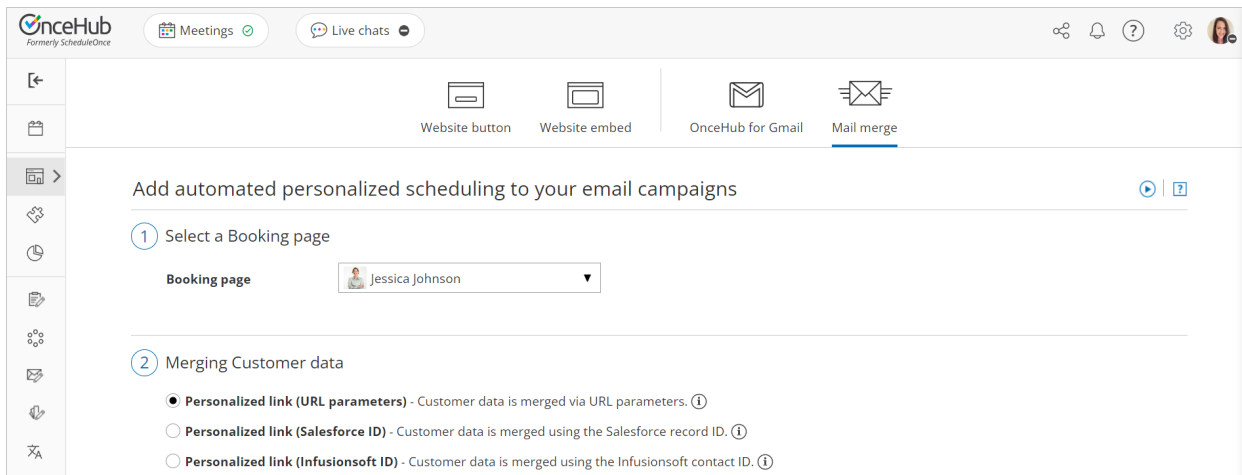 OnceHub
Formerly ScheduleOnce
Meetings
Live chats
?
Website button
Website embed
OnceHub for Gmail
Mail merge
Add automated personalized scheduling to your email campaigns
?
1 Select a Booking page
Booking page
Jessica Johnson
2 Merging Customer data
Personalized link (URL parameters) - Customer data is merged via URL parameters. i
Personalized link (Salesforce ID) - Customer data is merged using the Salesforce record ID. i
Personalized link (Infusionsoft ID) - Customer data is merged using the Infusionsoft contact ID. i
文A